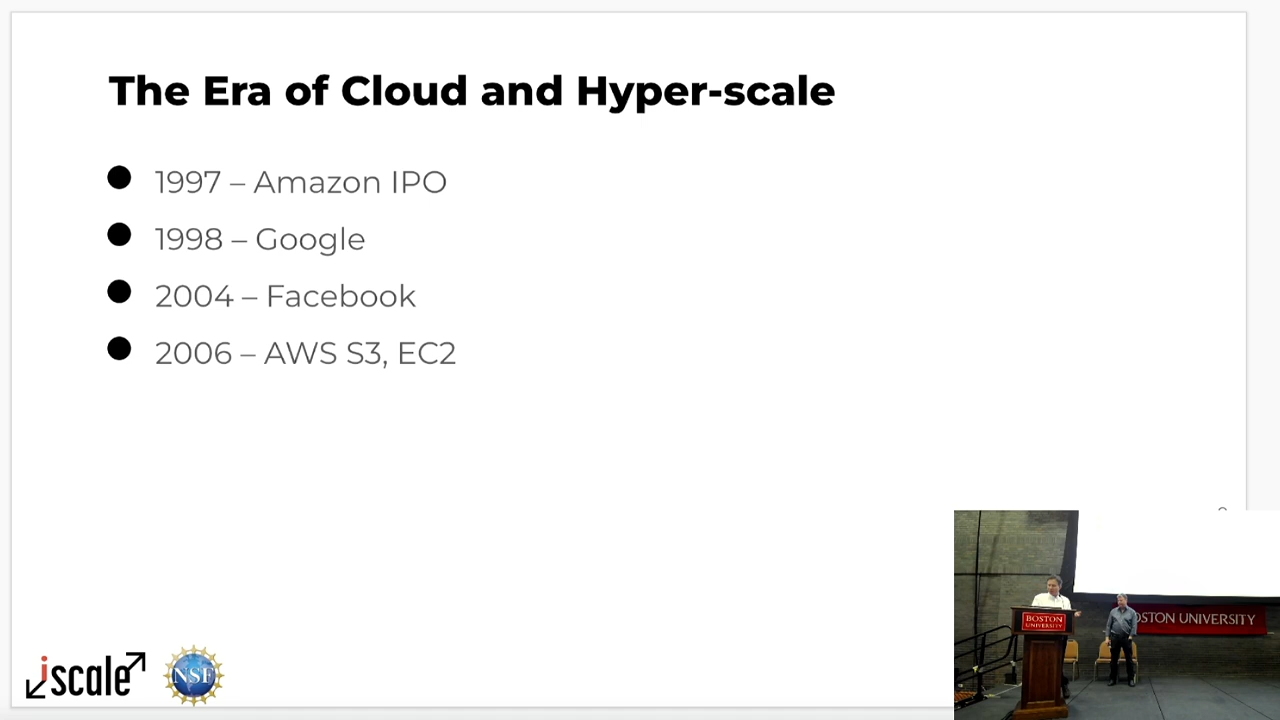 The Era of Cloud and Hyper-scale
1997 – Amazon IPO
1998 – Google
2004 – Facebook
2006 – AWS S3, EC2
iscale
NSF
BOSTON
UNIVERSITY
OSTON UNIVERSITY